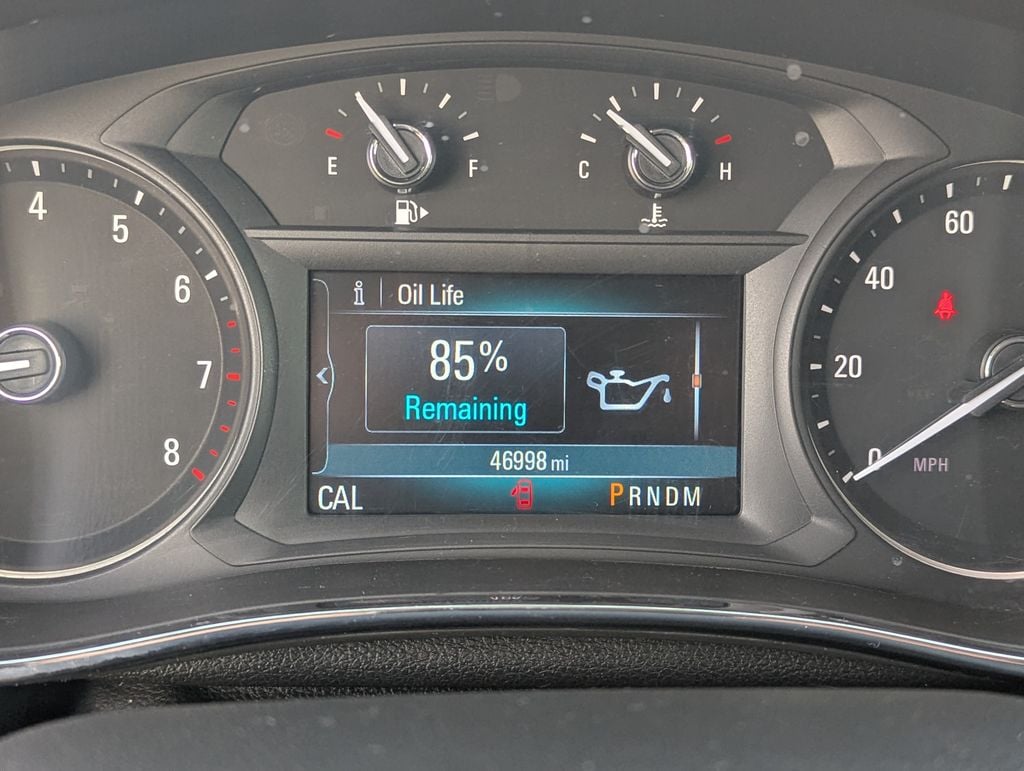 E F
C H
4
5
6
7
8
i Oil Life
85%
Remaining
46998 mi
CAL
PRNDM
60
40
20
0
MPH